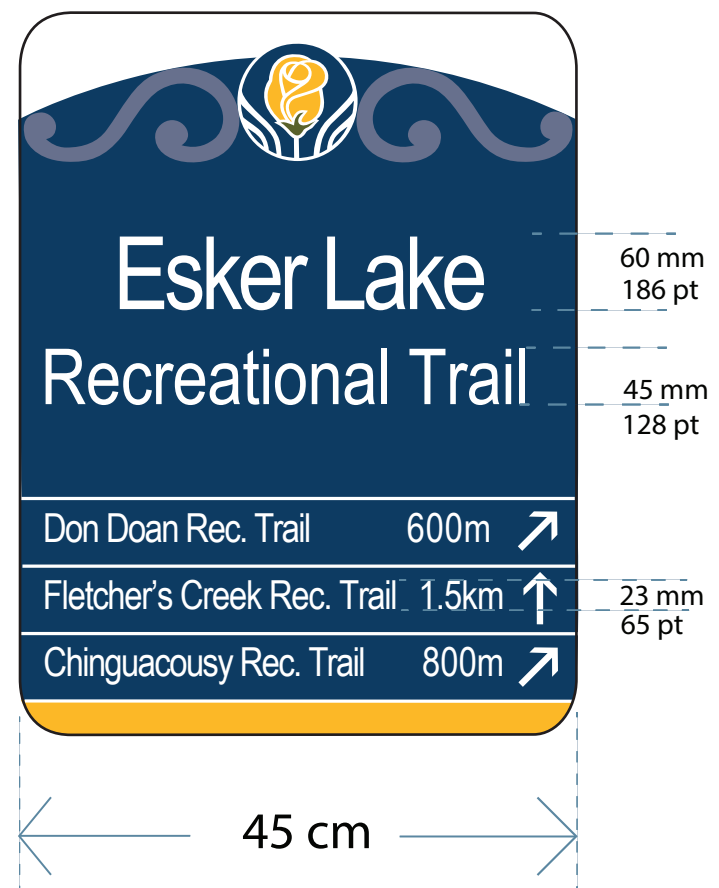 Esker Lake
60 mm
186 pt
Recreational Trail
45 mm
128 pt
Don Doan Rec. Trail 600m
Fletcher’s Creek Rec. Trail 1.5km
23 mm
65 pt
Chinguacousy Rec. Trail 800m
45 cm